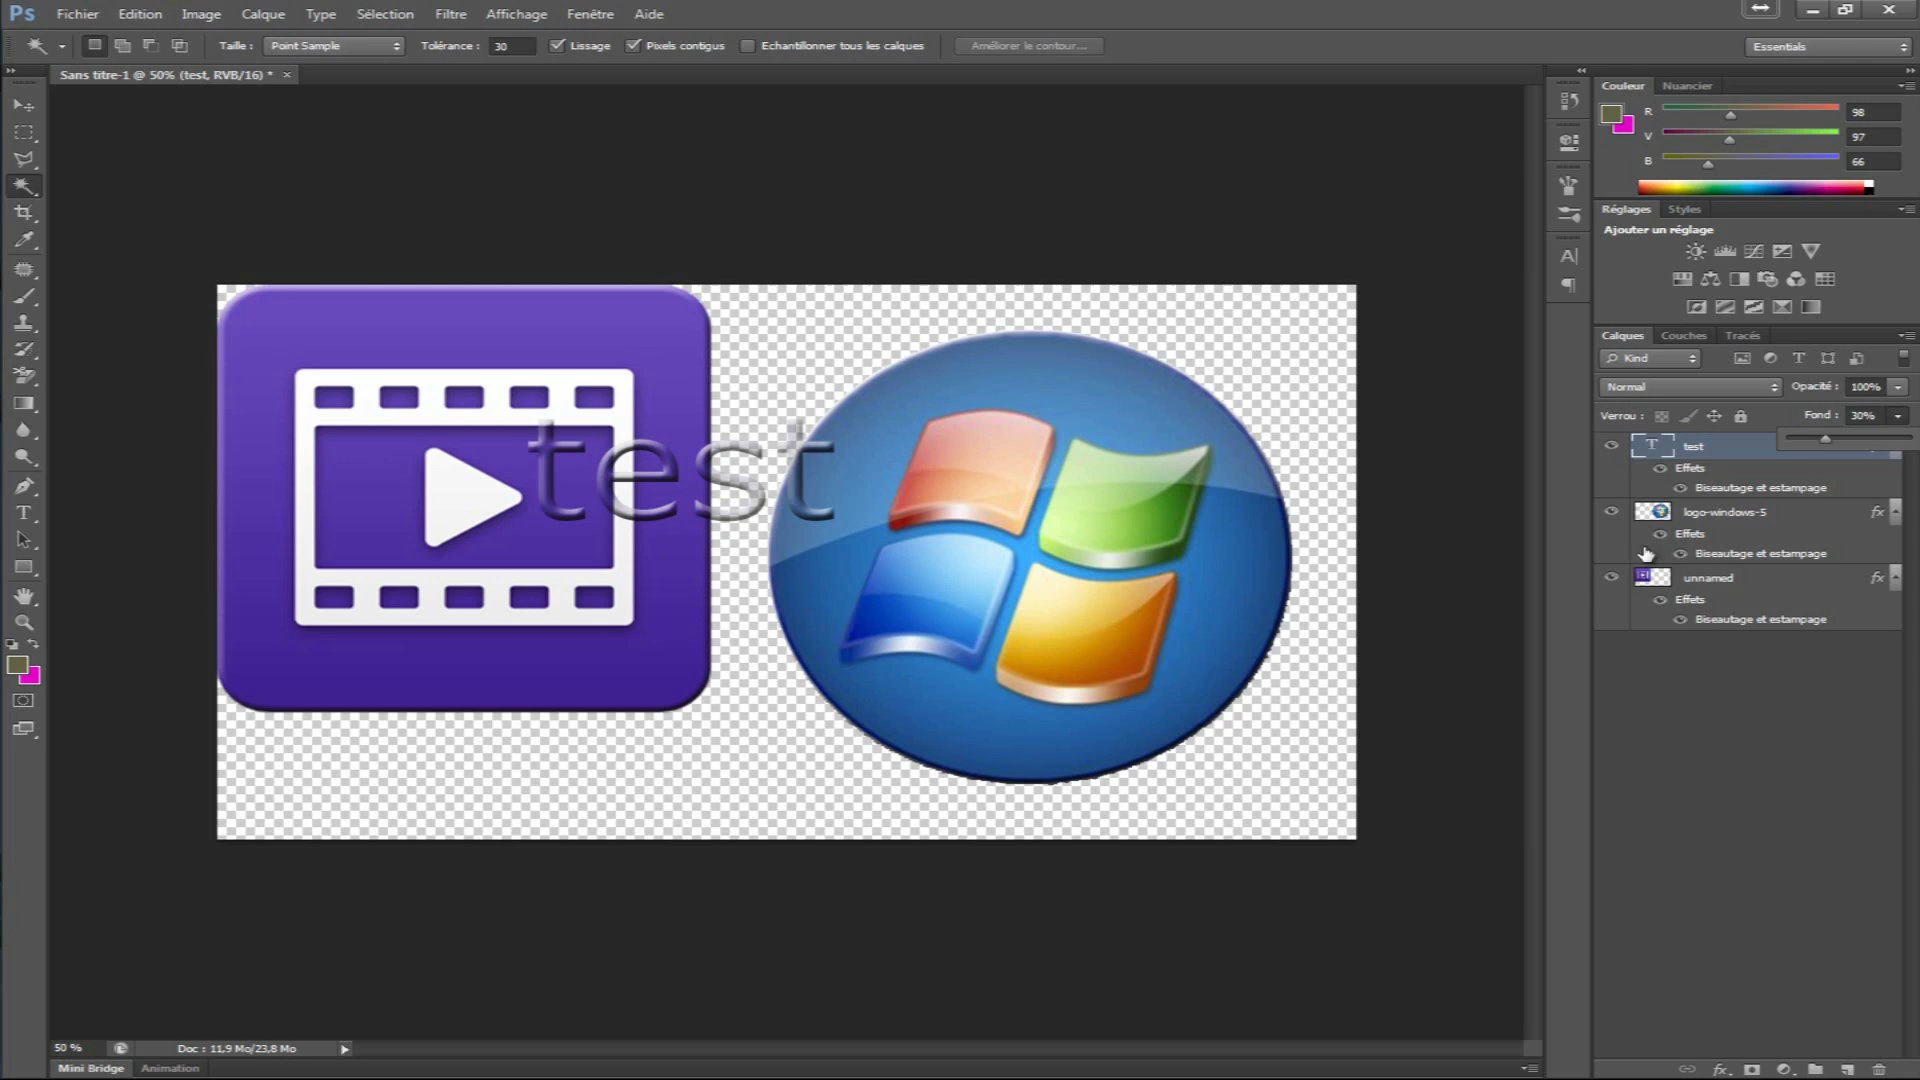 Ps Fichier Edition Image Calque Type Sélection Filtre Affichage Fenêtre Aide
Taille : Point Sample Tolérance : 30 Lissage Pixels contigus Echantillonner tous les calques Améliorer le contour... Essentials
Sans titre-1 @ 50% (test, RVB/16) * ×
Couleur Nuancier
R 98
V 97
B 66
Réglages Styles
Ajouter un réglage
Calques Couches Tracés
Kind
Normal Opacité : 100%
Verrou : Fond : 30%
test
Effets
Biseautage et estampage
logo-windows-5 fx
Effets
Biseautage et estampage
unnamed fx
Effets
Biseautage et estampage
test
50 % Doc : 11,9 Mo/23,8 Mo
Mini Bridge Animation
fx